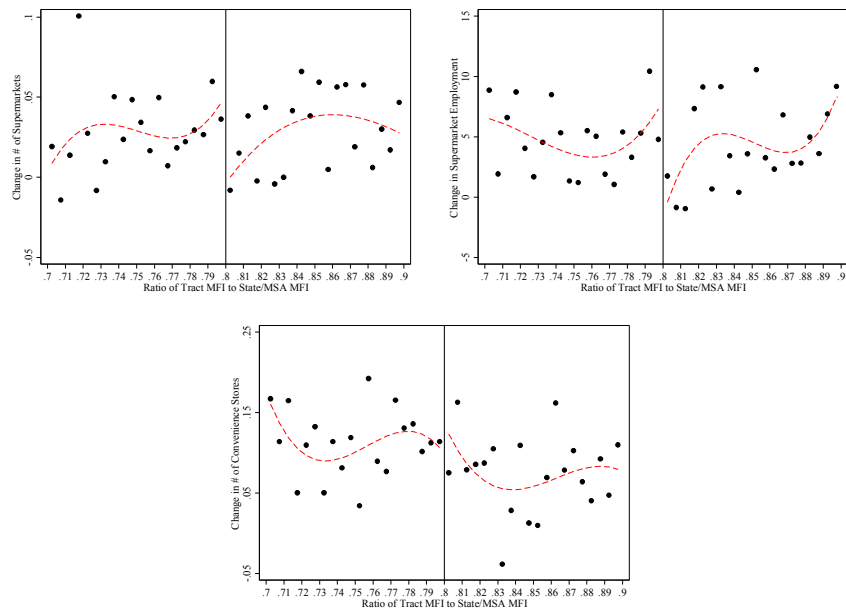 Change in # of Supermarkets
.1
.05
0
-.05
.7 .71 .72 .73 .74 .75 .76 .77 .78 .79 .8 .81 .82 .83 .84 .85 .86 .87 .88 .89 .9
Ratio of Tract MFI to State/MSA MFI
Change in Supermarket Employment
15
10
5
0
-5
.7 .71 .72 .73 .74 .75 .76 .77 .78 .79 .8 .81 .82 .83 .84 .85 .86 .87 .88 .89 .9
Ratio of Tract MFI to State/MSA MFI
Change in # of Convenience Stores
.25
.15
.05
-.05
.7 .71 .72 .73 .74 .75 .76 .77 .78 .79 .8 .81 .82 .83 .84 .85 .86 .87 .88 .89 .9
Ratio of Tract MFI to State/MSA MFI